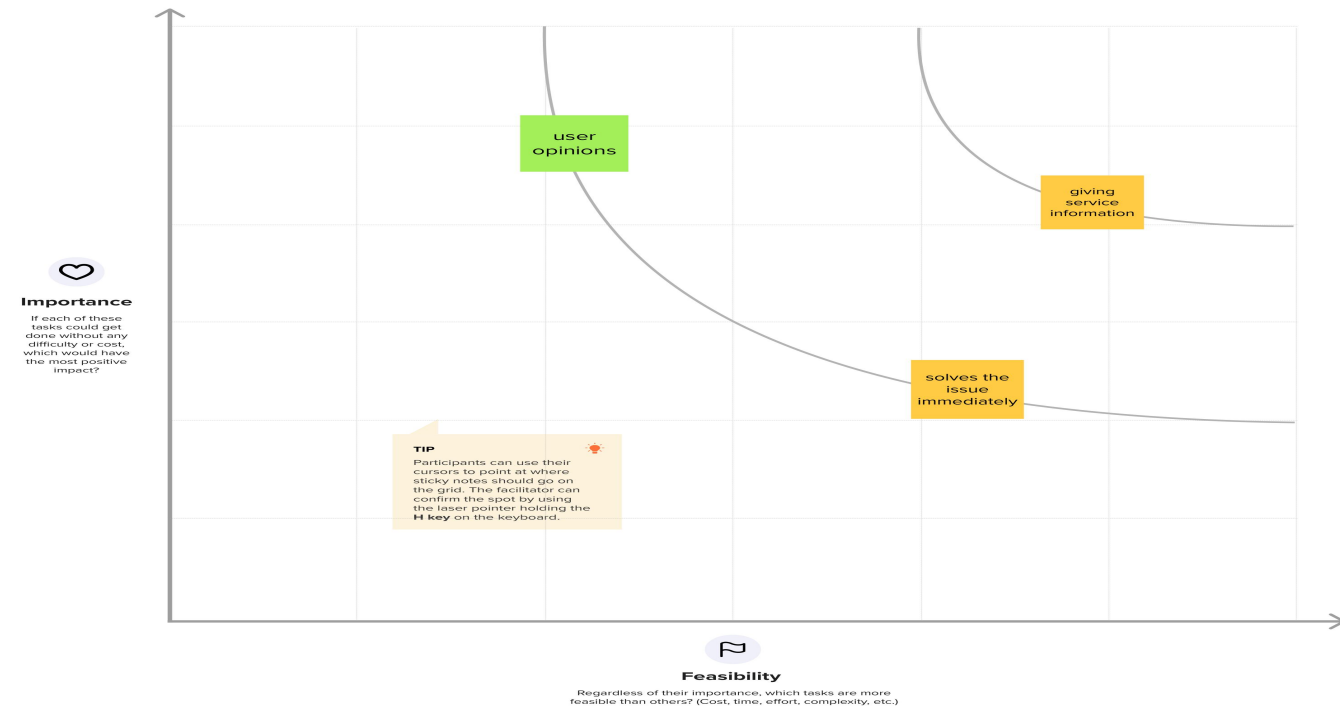 user
opinions
giving
service
information
Importance
If each of these
tasks could get
done without any
difficulty or cost,
which would have
the most positive
impact?
solves the
issue
immediately
TIP
Participants can use their
cursors to point at where
sticky notes should go on
the grid. The facilitator can
confirm the spot by using
the laser pointer holding the
H key on the keyboard.
Feasibility
Regardless of their importance, which tasks are more
feasible than others? (Cost, time, effort, complexity, etc.)